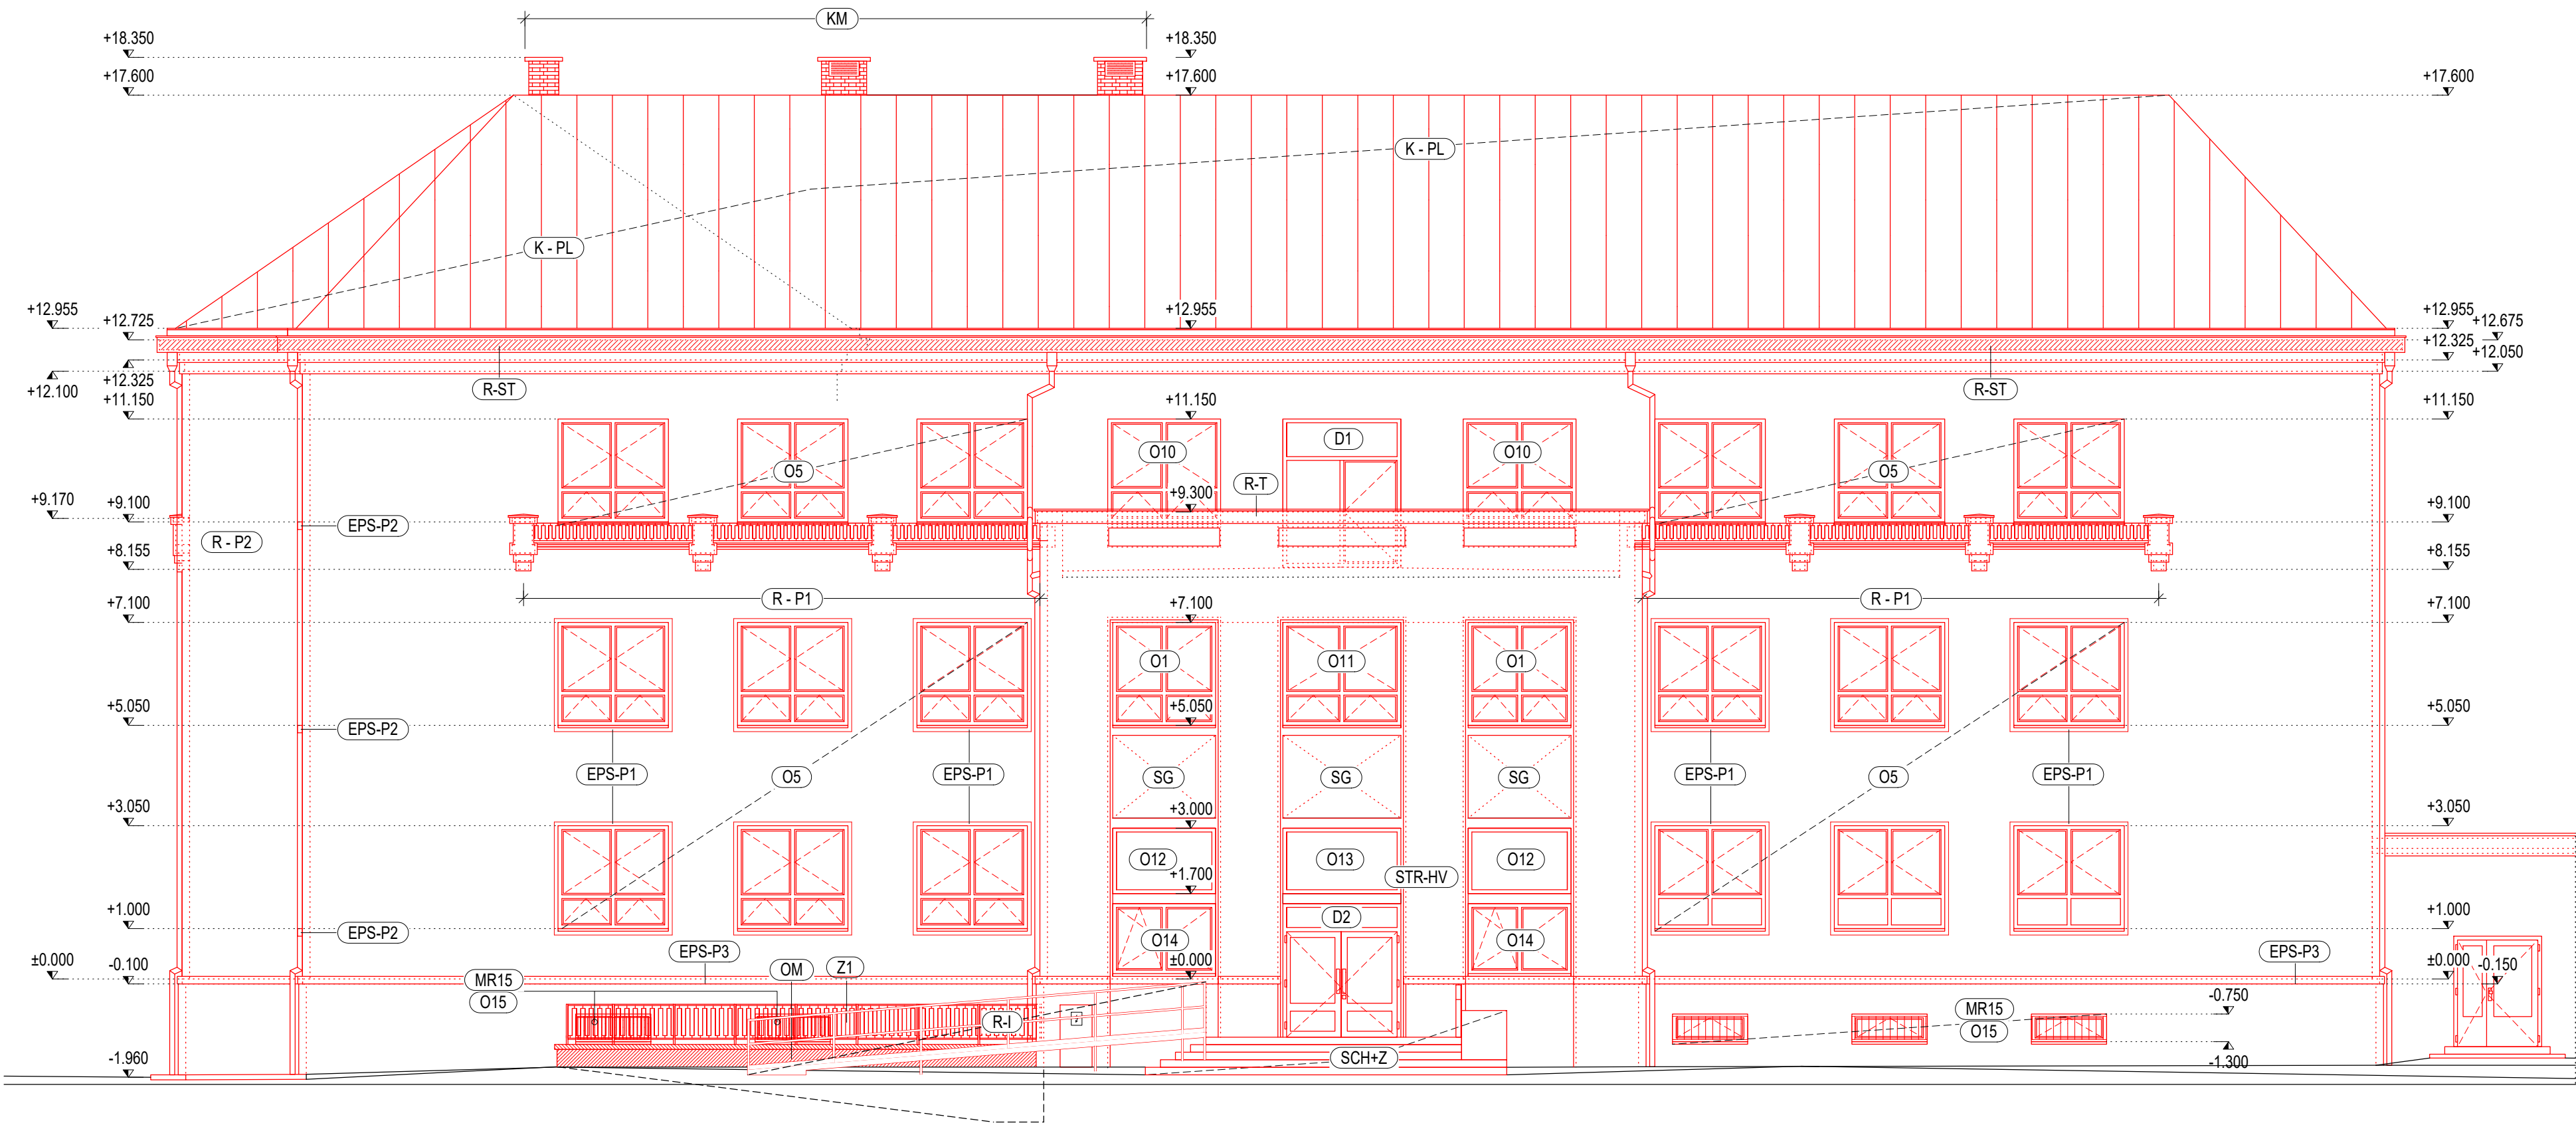 KM
+18.350
+18.350
+17.600
+17.600
+17.600
K - PL
K - PL
+12.955
+12.725
+12.955
+12.955
+12.675
+12.325
+12.050
+12.325
+12.100
R-ST
R-ST
+11.150
+11.150
+11.150
D1
O10
O10
O5
O5
R-T
+9.300
+9.170
+9.100
+9.100
EPS-P2
R - P2
+8.155
+8.155
R - P1
R - P1
+7.100
+7.100
+7.100
O1
O11
O1
+5.050
+5.050
+5.050
EPS-P2
EPS-P1
O5
EPS-P1
SG
SG
SG
EPS-P1
O5
EPS-P1
+3.050
+3.000
+3.050
O12
O13
O12
STR-HV
+1.700
+1.000
+1.000
D2
EPS-P2
O14
O14
EPS-P3
EPS-P3
±0.000
-0.100
±0.000
±0.000
-0.150
MR15
O15
OM
Z1
R-I
-0.750
MR15
O15
SCH+Z
-1.960
-1.300